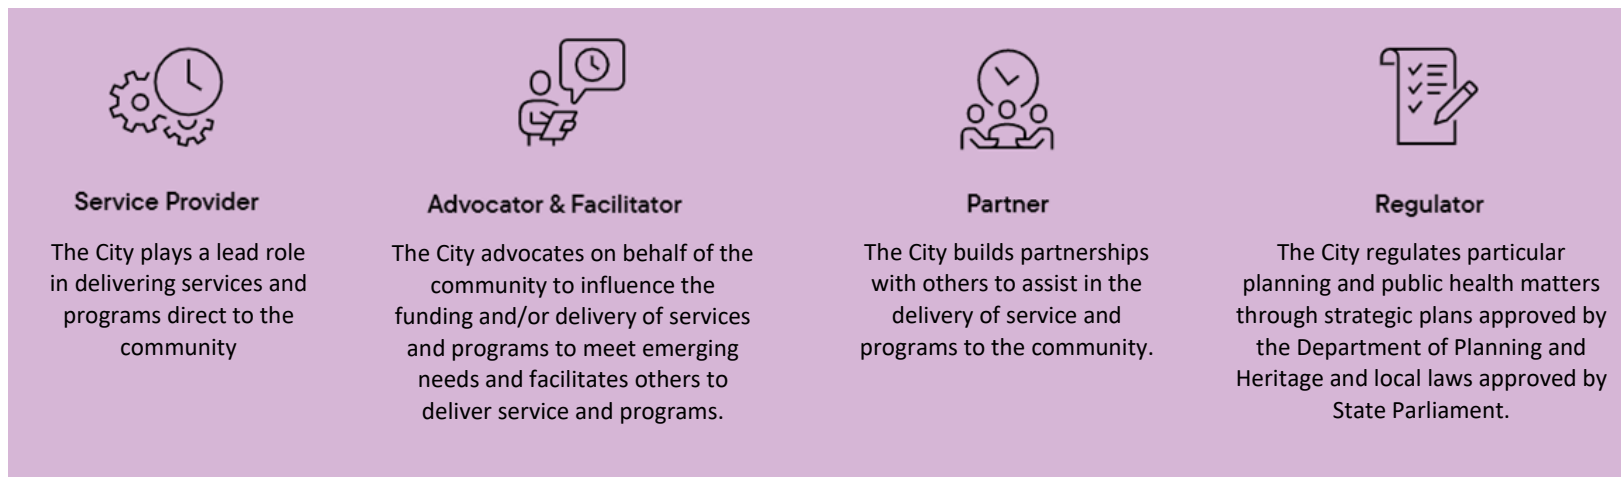 Service Provider
The City plays a lead role
in delivering services and
programs direct to the
community
Advocator & Facilitator
The City advocates on behalf of the
community to influence the
funding and/or delivery of services
and programs to meet emerging
needs and facilitates others to
deliver service and programs.
Partner
The City builds partnerships
with others to assist in the
delivery of service and
programs to the community.
Regulator
The City regulates particular
planning and public health matters
through strategic plans approved by
the Department of Planning and
Heritage and local laws approved by
State Parliament.